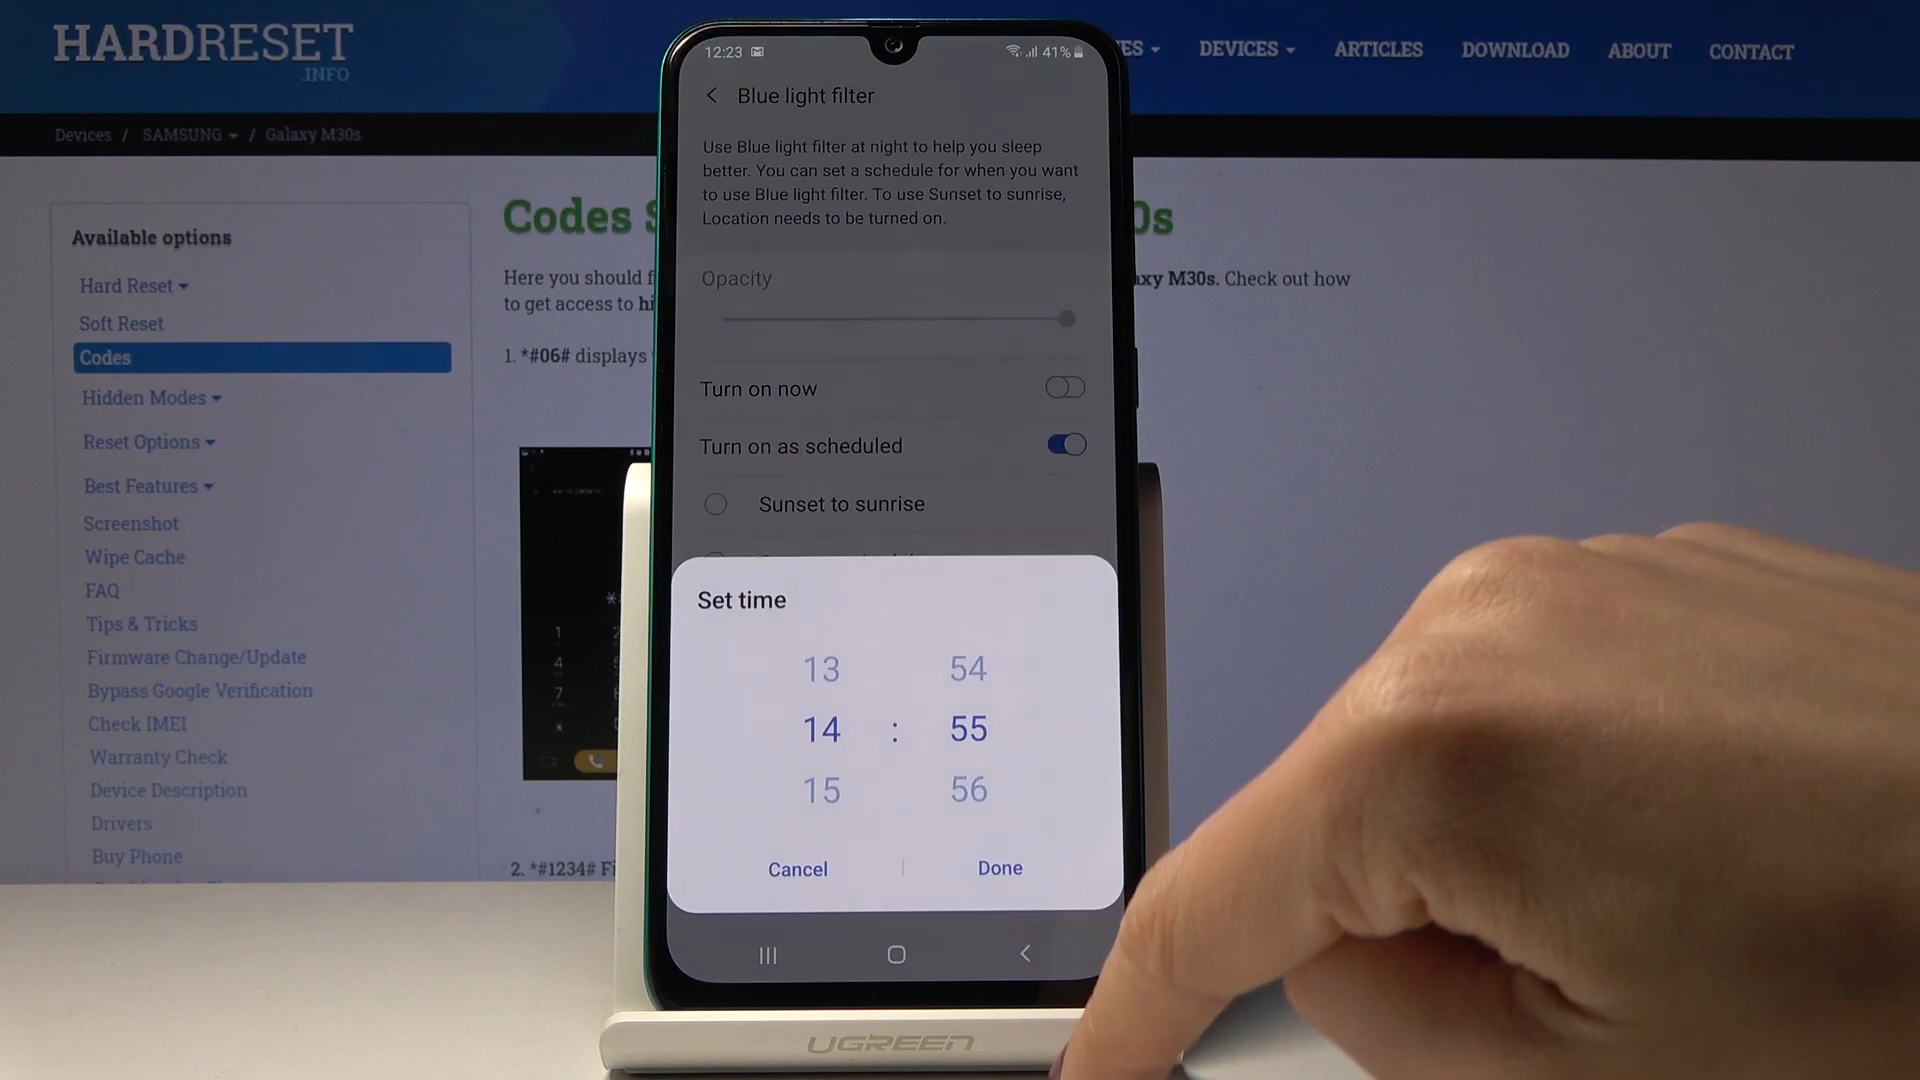 HARDRESET
.INFO
DEVICES
ARTICLES
DOWNLOAD
ABOUT
CONTACT
Devices / SAMSUNG / Galaxy M30s
Available options
Hard Reset
Soft Reset
Codes
Hidden Modes
Reset Options
Best Features
Screenshot
Wipe Cache
FAQ
Tips & Tricks
Firmware Change/Update
Bypass Google Verification
Check IMEI
Warranty Check
Device Description
Drivers
Buy Phone
Codes
Here you should
M30s. Check out how
to get access to
1. *#06# displays
2. *#1234#
12:23
41%
Blue light filter
Use Blue light filter at night to help you sleep
better. You can set a schedule for when you want
to use Blue light filter. To use Sunset to sunrise,
Location needs to be turned on.
Opacity
Turn on now
Turn on as scheduled
Sunset to sunrise
Set time
13 54
14 : 55
15 56
Cancel
Done
UGREEN